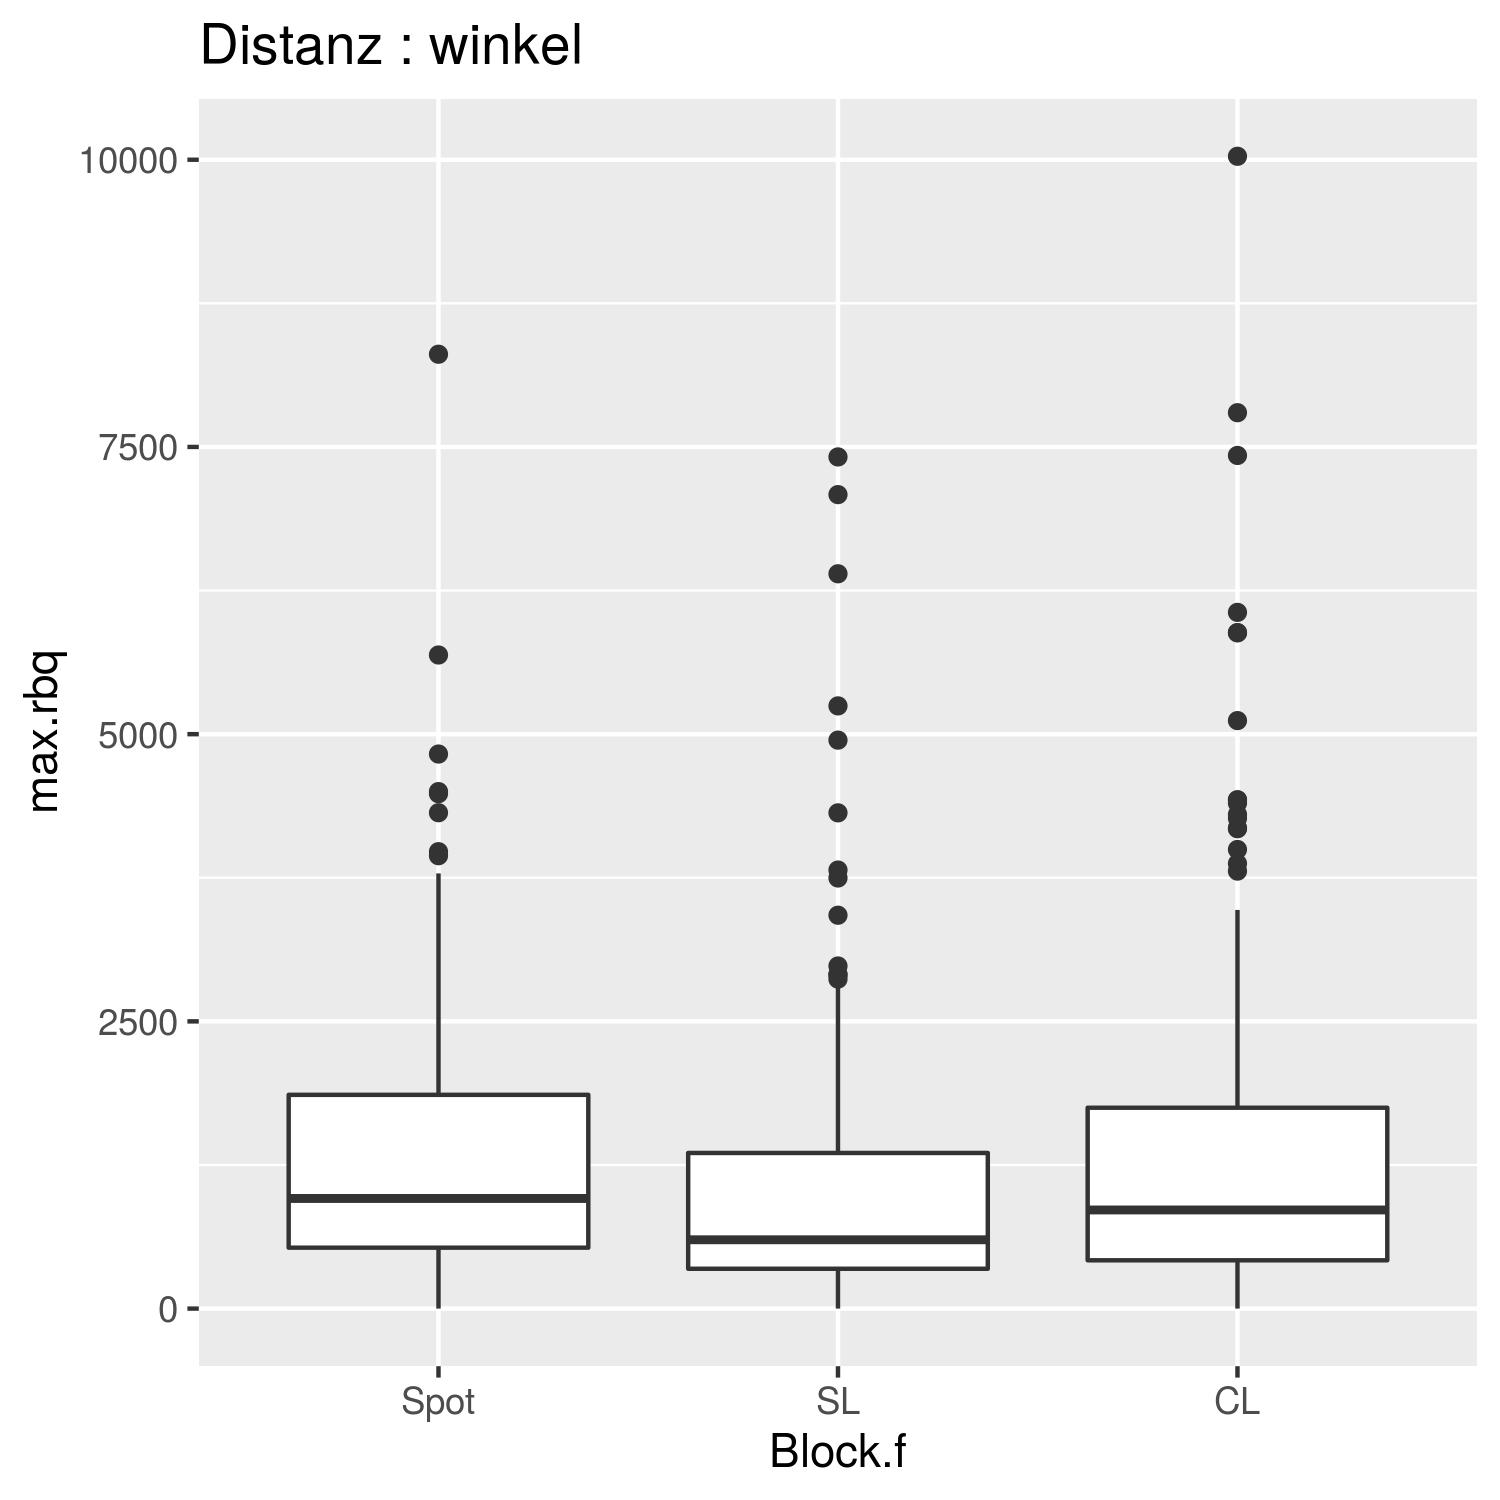 Distanz : winkel
max.rbq
10000
7500
5000
2500
0
Spot
SL
CL
Block.f